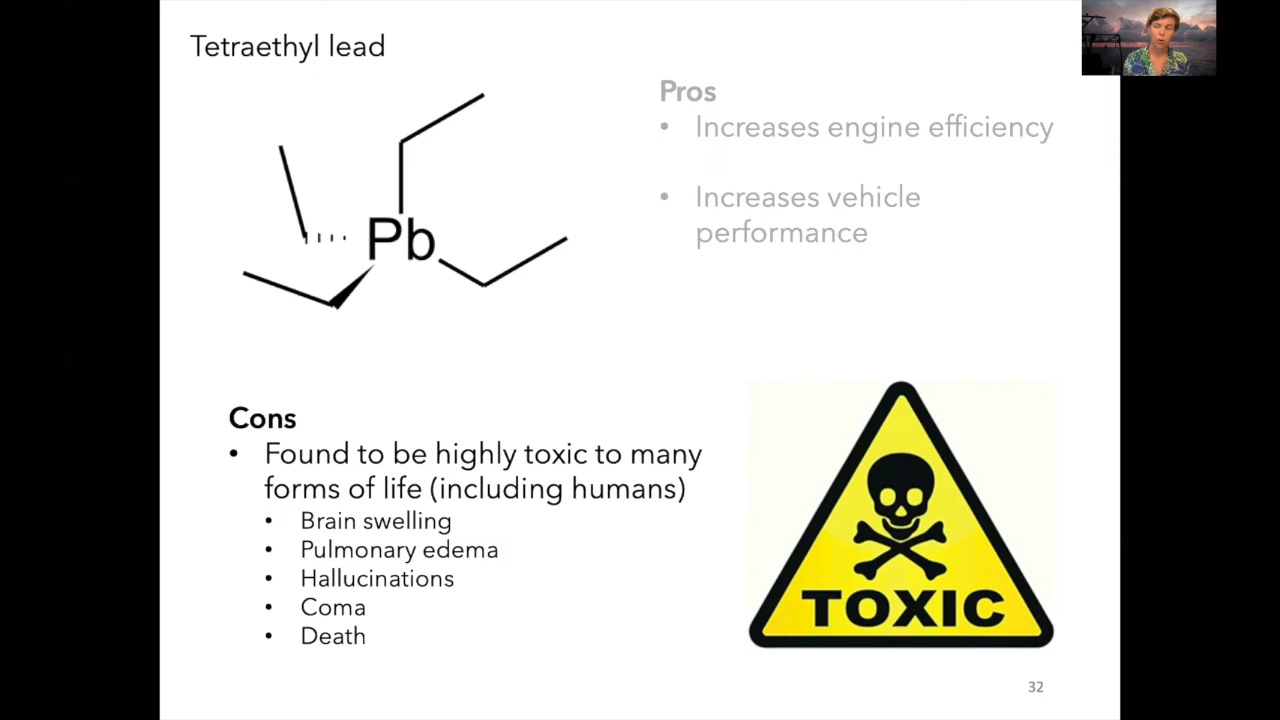 Tetraethyl lead
Pros
• Increases engine efficiency
• Increases vehicle
performance
Pb
Cons
• Found to be highly toxic to many
forms of life (including humans)
• Brain swelling
• Pulmonary edema
• Hallucinations
• Coma
• Death
TOXIC
32